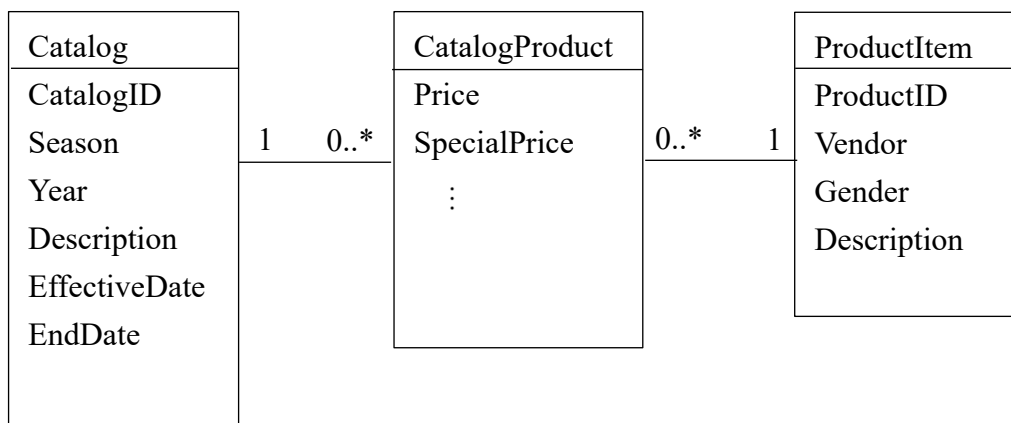 Catalog
CatalogID
Season
Year
Description
EffectiveDate
EndDate
1
0..*
CatalogProduct
Price
SpecialPrice
⋮
0..*
1
ProductItem
ProductID
Vendor
Gender
Description